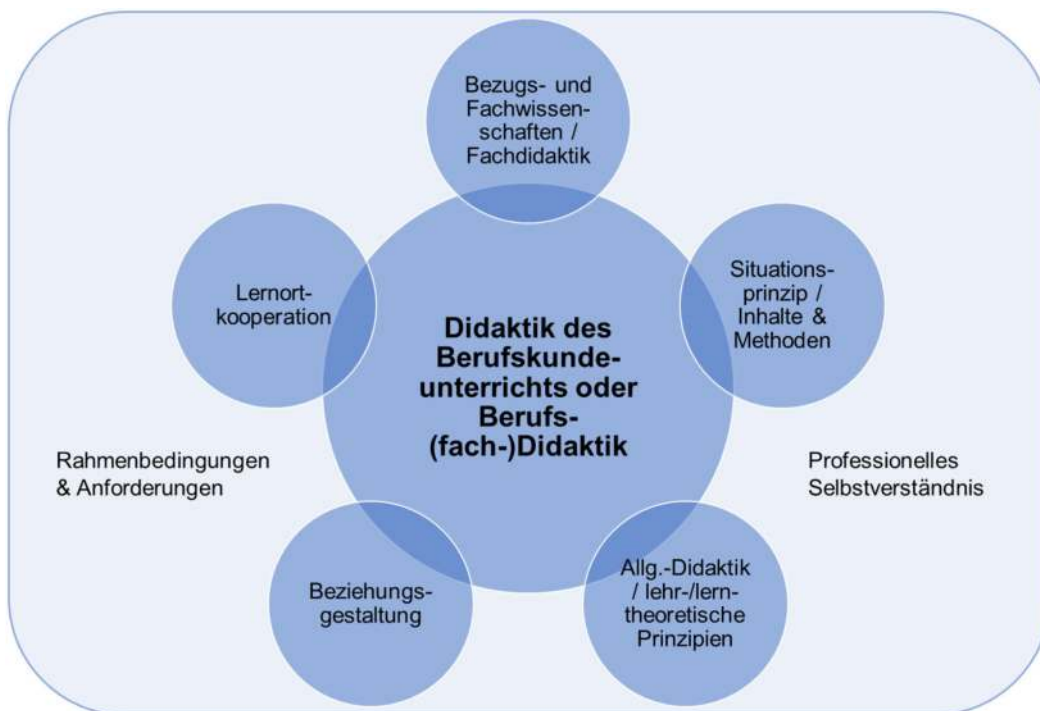 Bezugs- und
Fachwissen-
schaften /
Fachdidaktik
Lernort-
kooperation
Situations-
prinzip /
Inhalte &
Methoden
Didaktik des
Berufskunde-
unterrichts oder
Berufs-
(fach-)Didaktik
Rahmenbedingungen
& Anforderungen
Professionelles
Selbstverständnis
Beziehungs-
gestaltung
Allg.-Didaktik
/ lehr-/lern-
theoretische
Prinzipien